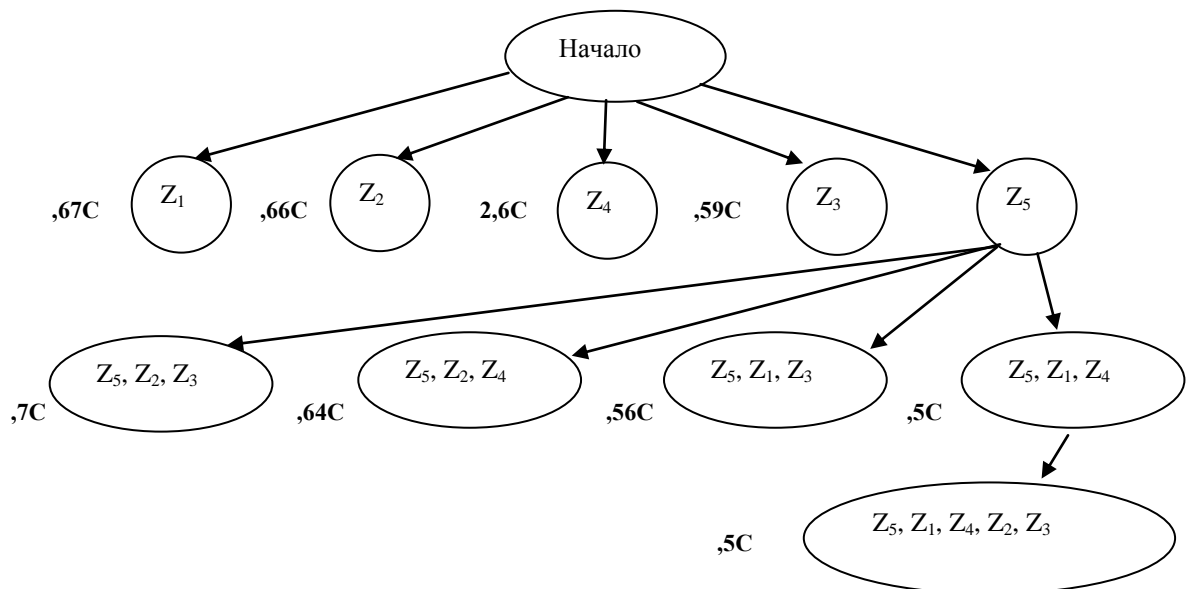 Начало
Z₁
Z₂
Z₄
Z₃
Z₅
,67C
,66C
2,6C
,59C
Z₅, Z₂, Z₃
Z₅, Z₂, Z₄
Z₅, Z₁, Z₃
Z₅, Z₁, Z₄
,7C
,64C
,56C
,5C
Z₅, Z₁, Z₄, Z₂, Z₃
,5C